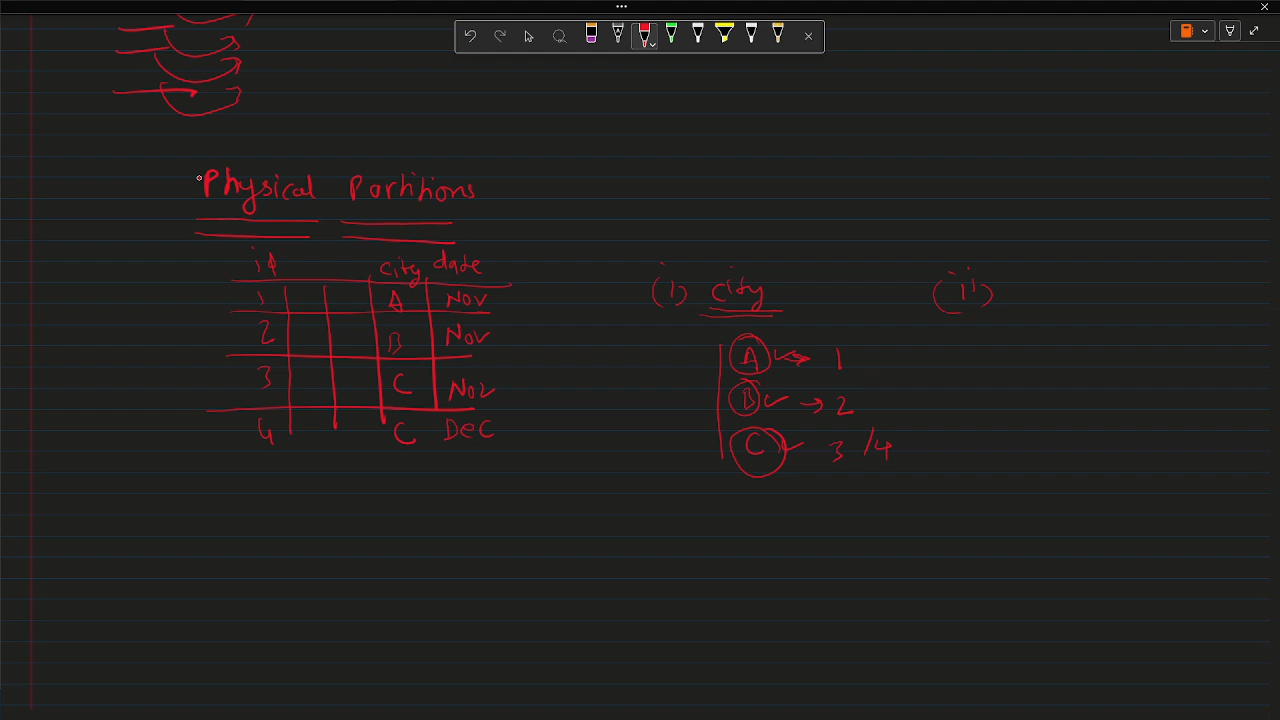 Physical Partitions
id city date
1 A Nov
2 B Nov
3 C Nov
4 C Dec
(i) city
A → 1
B → 2
C 3 / 4
(ii)